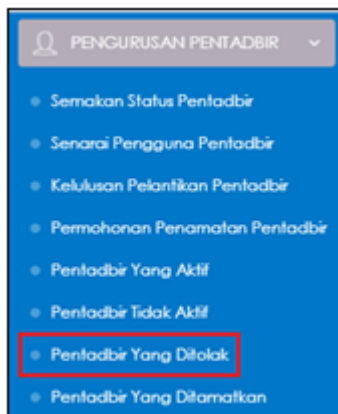 PENGURUSAN PENTADBIR
Semakan Status Pentadbir
Senarai Pengguna Pentadbir
Kelulusan Pelantikan Pentadbir
Permohonan Penamatan Pentadbir
Pentadbir Yang Aktif
Pentadbir Tidak Aktif
Pentadbir Yang Ditolak
Pentadbir Yang Ditamatkan